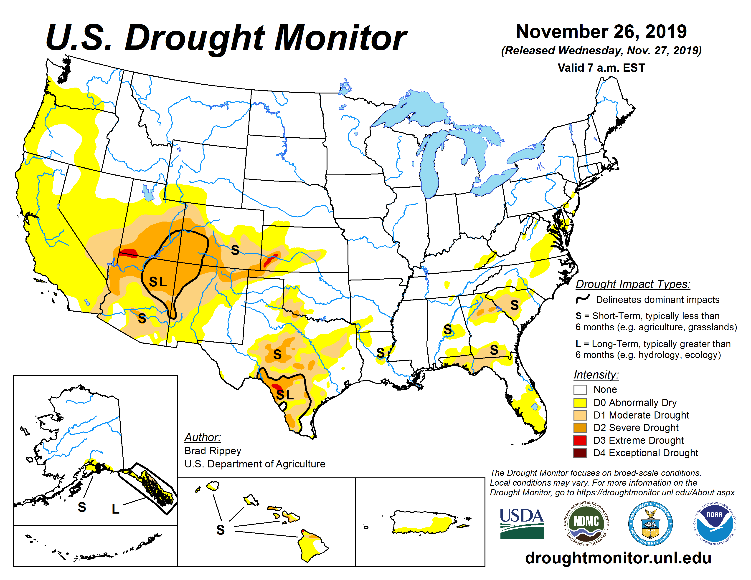 U.S. Drought Monitor
November 26, 2019
(Released Wednesday, Nov. 27, 2019)
Valid 7 a.m. EST
S
SL
S
S
SL
S
S
S
S
Drought Impact Types:
Delineates dominant impacts
S = Short-Term, typically less than
6 months (e.g. agriculture, grasslands)
L = Long-Term, typically greater than
6 months (e.g. hydrology, ecology)
Intensity:
None
D0 Abnormally Dry
D1 Moderate Drought
D2 Severe Drought
D3 Extreme Drought
D4 Exceptional Drought
Author:
Brad Rippey
U.S. Department of Agriculture
S
L
S
The Drought Monitor focuses on broad-scale conditions.
Local conditions may vary. For more information on the
Drought Monitor, go to https://droughtmonitor.unl.edu/About.aspx
USDA
NDMC
NOAA
droughtmonitor.unl.edu